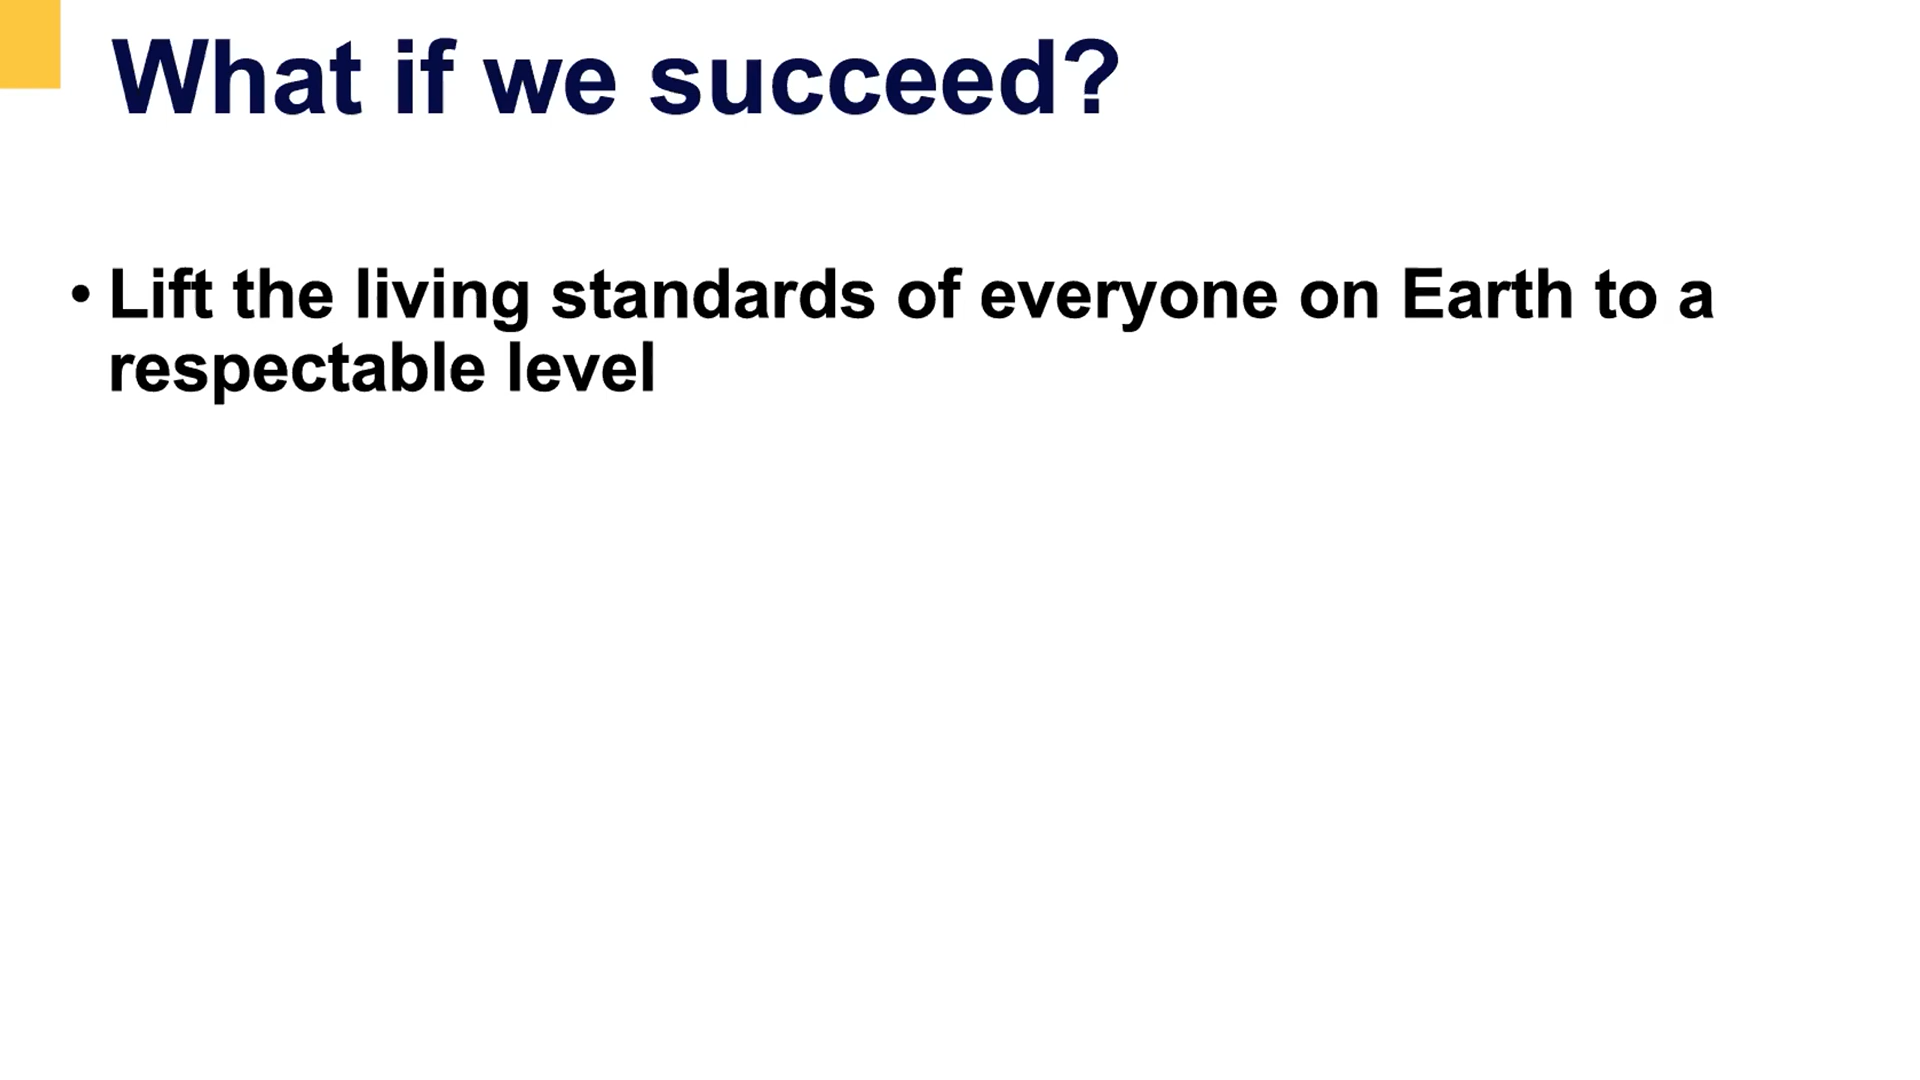 What if we succeed?
• Lift the living standards of everyone on Earth to a
respectable level